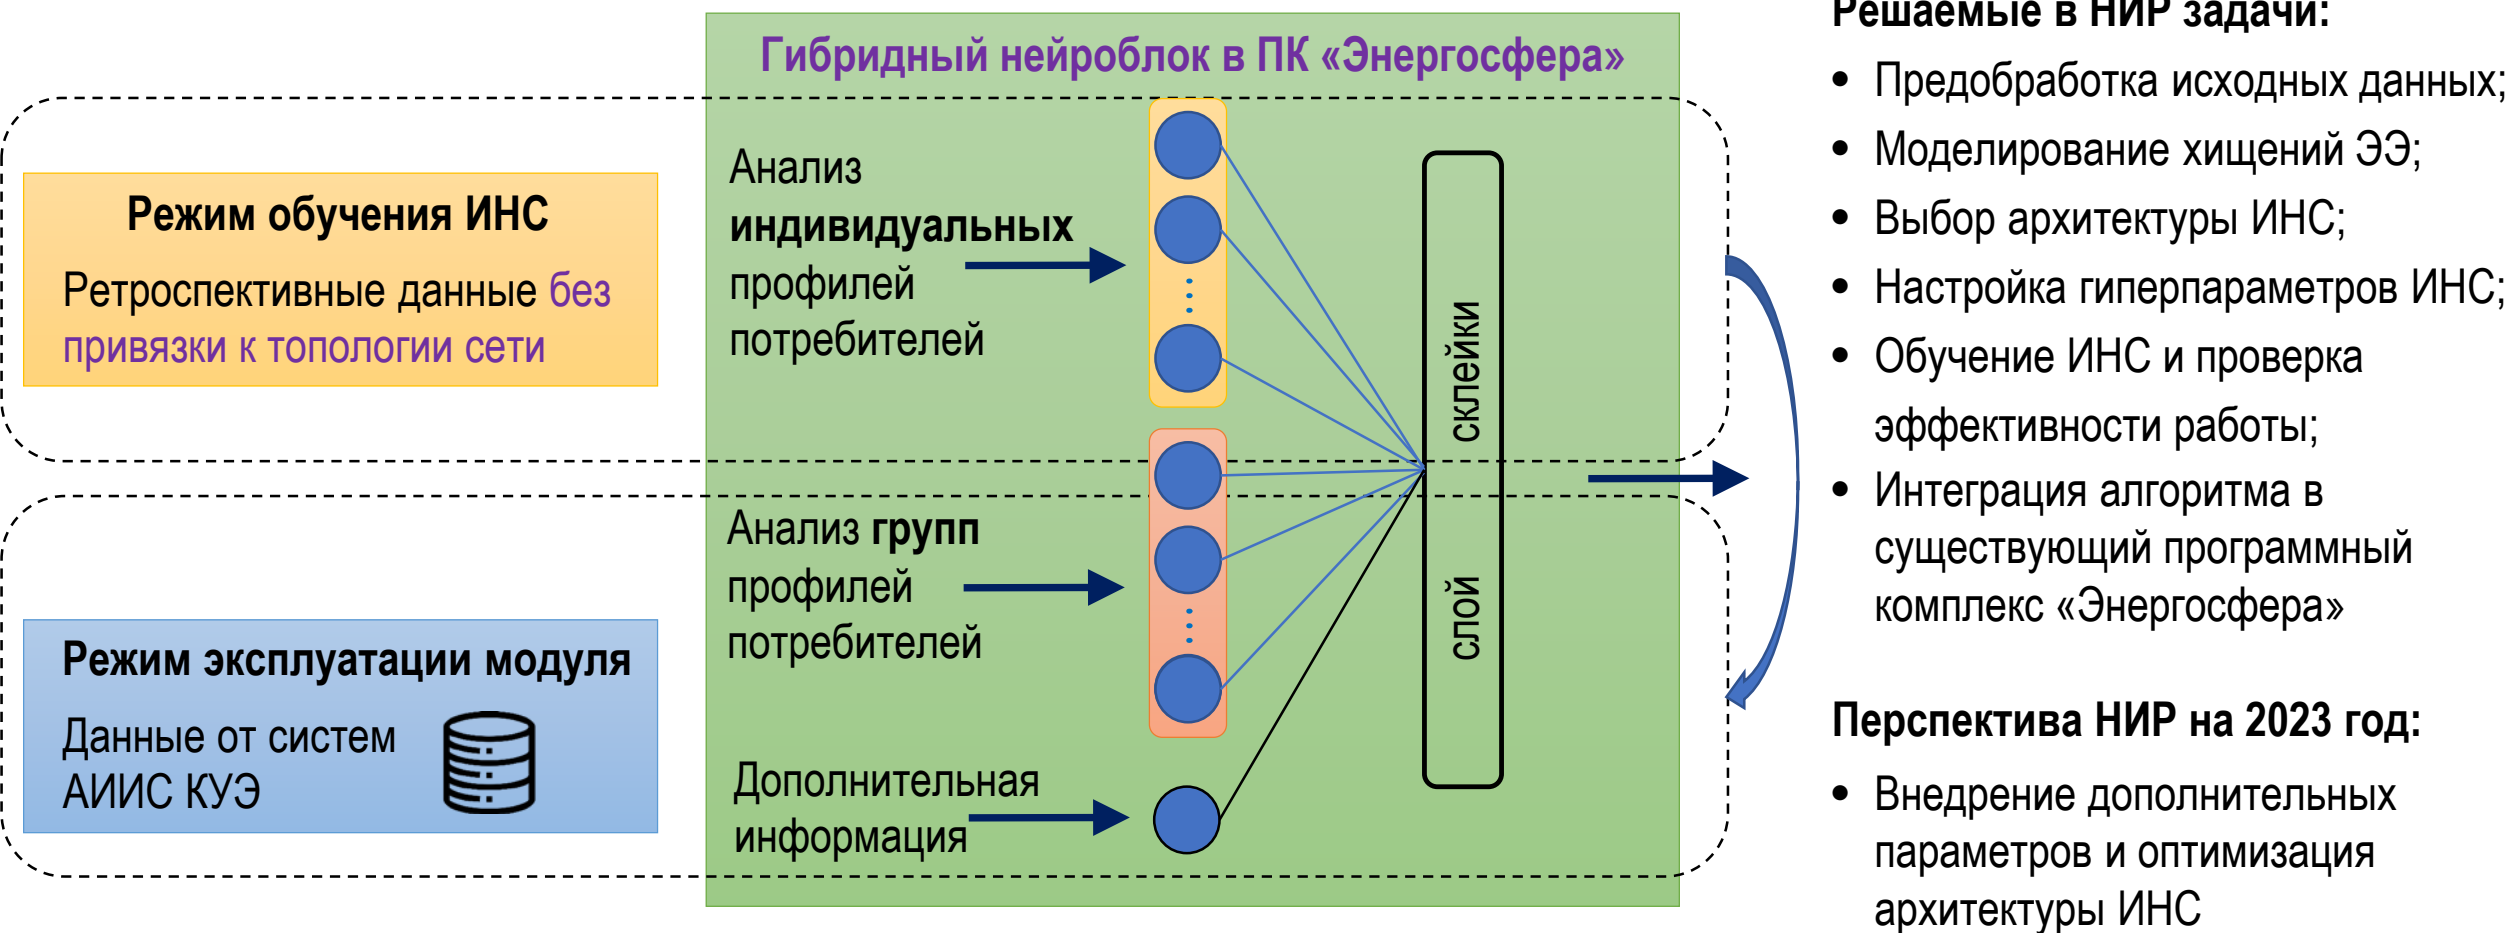 Гибридный нейроблок в ПК «Энергосфера»
Режим обучения ИНС
Ретроспективные данные без
привязки к топологии сети
Режим эксплуатации модуля
Данные от систем
АИИС КУЭ
Анализ
индивидуальных
профилей
потребителей
Анализ групп
профилей
потребителей
Дополнительная
информация
слой склейки
Решаемые в НИР задачи:
• Предобработка исходных данных;
• Моделирование хищений ЭЭ;
• Выбор архитектуры ИНС;
• Настройка гиперпараметров ИНС;
• Обучение ИНС и проверка
эффективности работы;
• Интеграция алгоритма в
существующий программный
комплекс «Энергосфера»
Перспектива НИР на 2023 год:
• Внедрение дополнительных
параметров и оптимизация
архитектуры ИНС